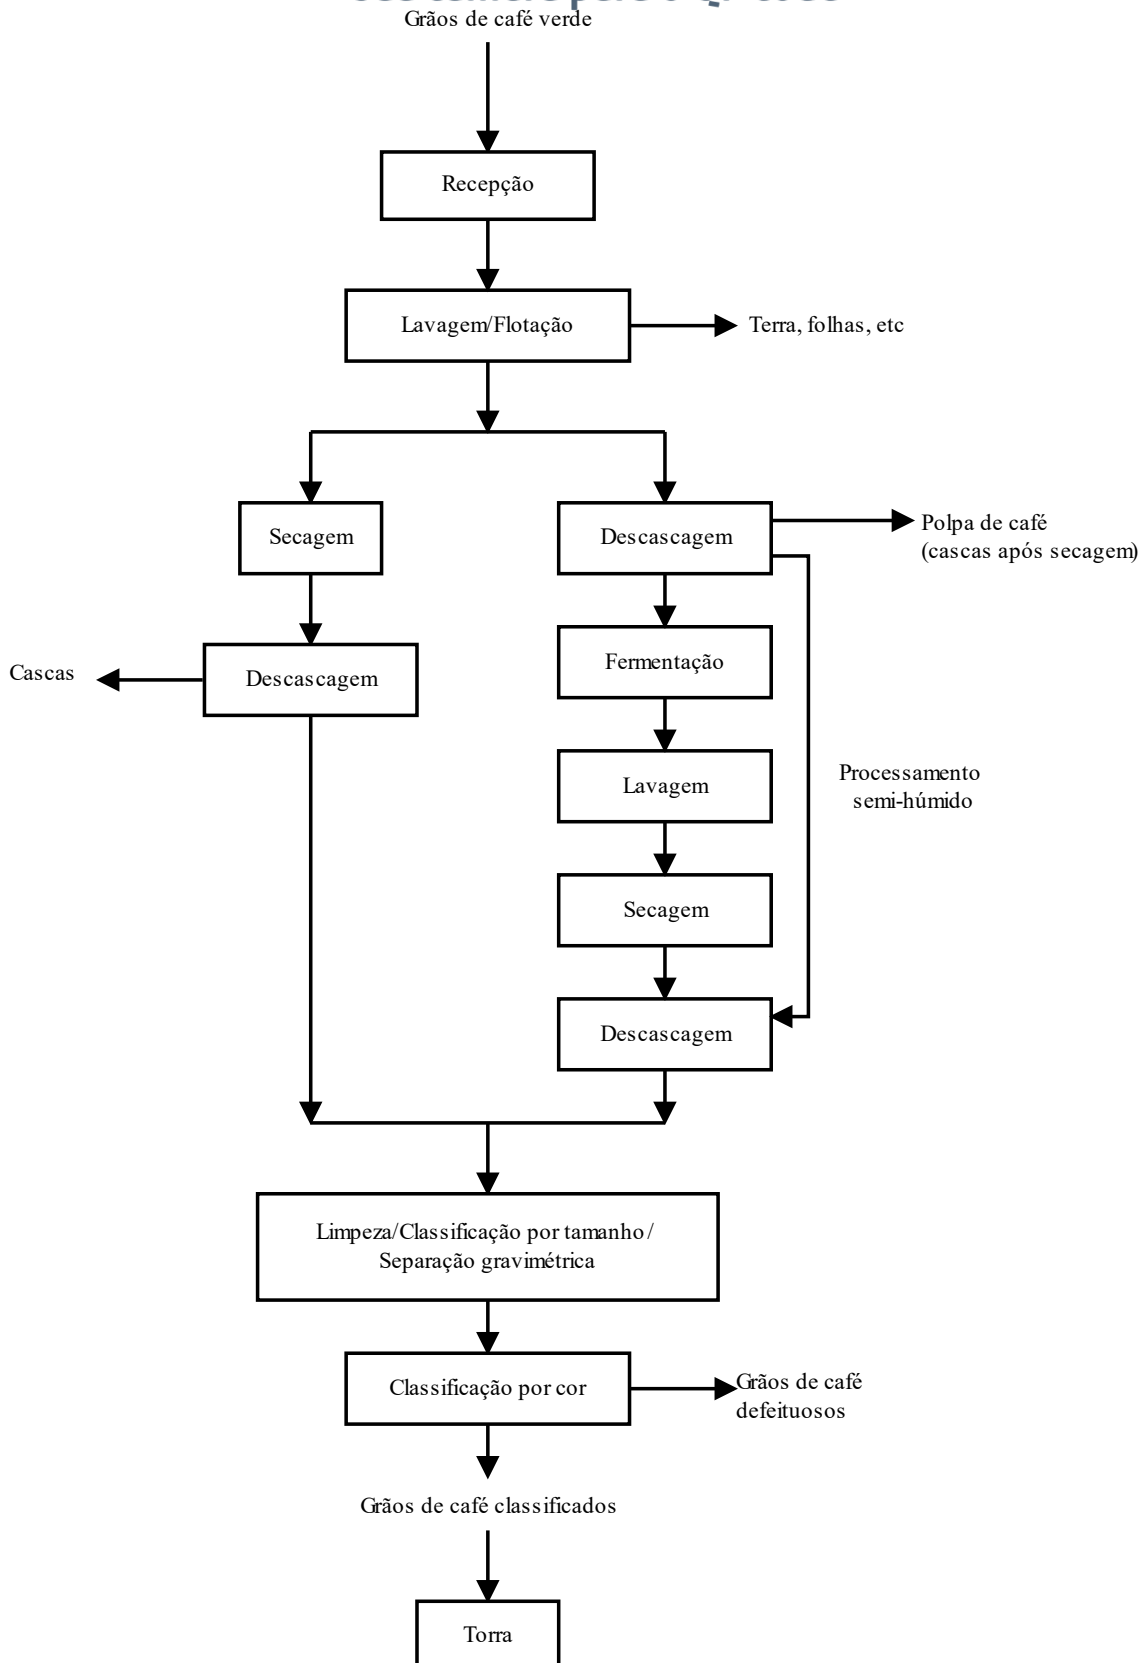 Grãos de café verde
Recepção
Lavagem/Flotação
Terra, folhas, etc
Secagem
Descascagem
Polpa de café
(cascas após secagem)
Fermentação
Cascas
Descascagem
Lavagem
Processamento
semi-húmido
Secagem
Descascagem
Limpeza/Classificação por tamanho/
Separação gravimétrica
Classificação por cor
Grãos de café
defeituosos
Grãos de café classificados
Torra